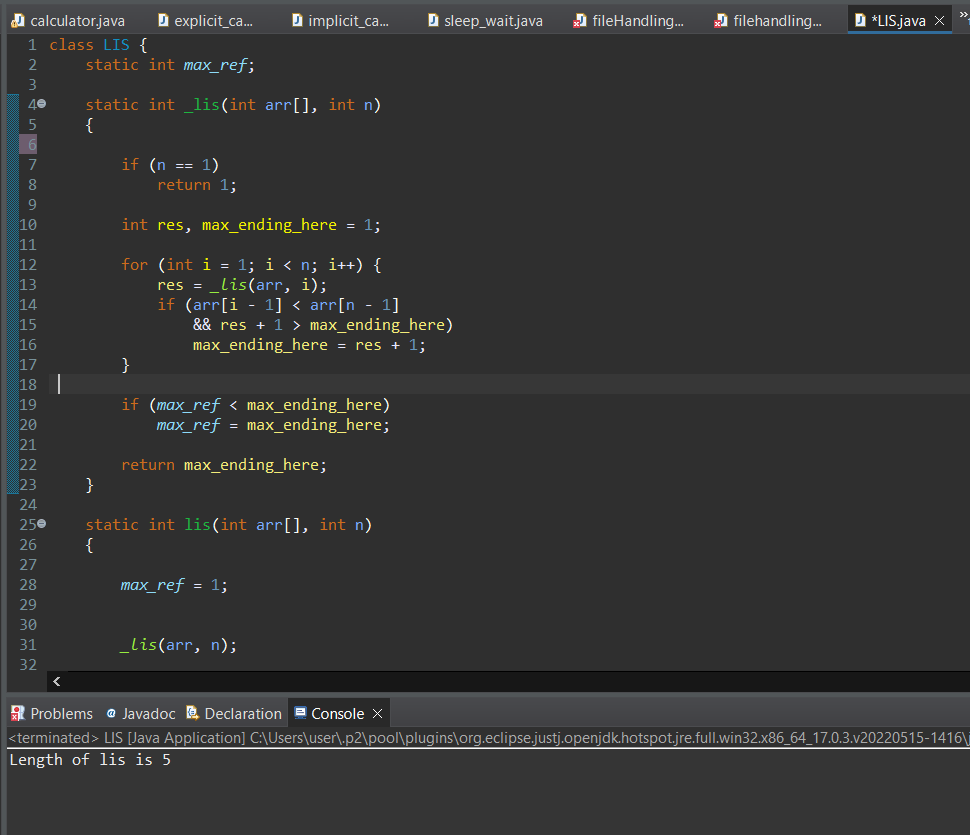 calculator.java explicit_ca... implicit_ca... sleep_wait.java fileHandling... filehandling... *LIS.java
1 class LIS {
2 static int max_ref;
3
4 static int _lis(int arr[], int n)
5 {
6
7 if (n == 1)
8 return 1;
9
10 int res, max_ending_here = 1;
11
12 for (int i = 1; i < n; i++) {
13 res = _lis(arr, i);
14 if (arr[i - 1] < arr[n - 1]
15 && res + 1 > max_ending_here)
16 max_ending_here = res + 1;
17 }
18
19 if (max_ref < max_ending_here)
20 max_ref = max_ending_here;
21
22 return max_ending_here;
23 }
24
25 static int lis(int arr[], int n)
26 {
27
28 max_ref = 1;
29
30
31 _lis(arr, n);
32
Problems @ Javadoc Declaration Console
<terminated> LIS [Java Application] C:\Users\user\.p2\pool\plugins\org.eclipse.justj.openjdk.hotspot.jre.full.win32.x86_64_17.0.3.v20220515-1416\
Length of lis is 5